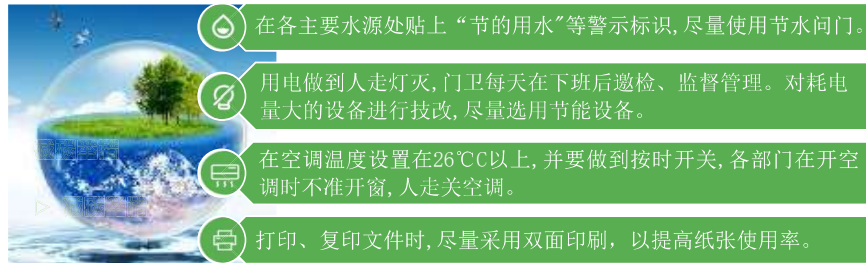 在各主要水源处贴上“节的用水"等警示标识,尽量使用节水问门。
用电做到人走灯灭,门卫每天在下班后邀检、监督管理。对耗电
量大的设备进行技改,尽量选用节能设备。
在空调温度设置在26℃C以上,并要做到按时开关,各部门在开空
调时不准开窗,人走关空调。
打印、复印文件时,尽量采用双面印刷，以提高纸张使用率。